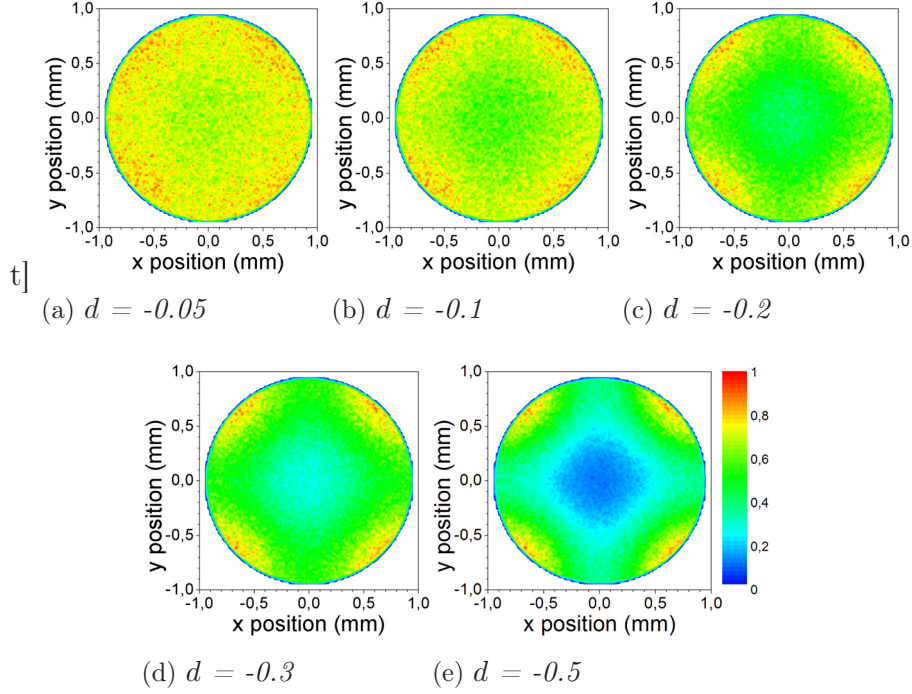 1,0 1,0 1,0
0,5 0,5 0,5
0,0 0,0 0,0
-0,5 -0,5 -0,5
-1,0 -1,0 -1,0
y position (mm) y position (mm) y position (mm)
-1,0 -0,5 0,0 0,5 1,0 -1,0 -0,5 0,0 0,5 1,0 -1,0 -0,5 0,0 0,5 1,0
x position (mm) x position (mm) x position (mm)
t]
(a) d = -0.05 (b) d = -0.1 (c) d = -0.2
1,0 1,0 1
0,5 0,5 0,8
0,0 0,0 0,6
-0,5 -0,5 0,4
-1,0 -1,0 0,2
0
y position (mm) y position (mm)
-1,0 -0,5 0,0 0,5 1,0 -1,0 -0,5 0,0 0,5 1,0
x position (mm) x position (mm)
(d) d = -0.3 (e) d = -0.5